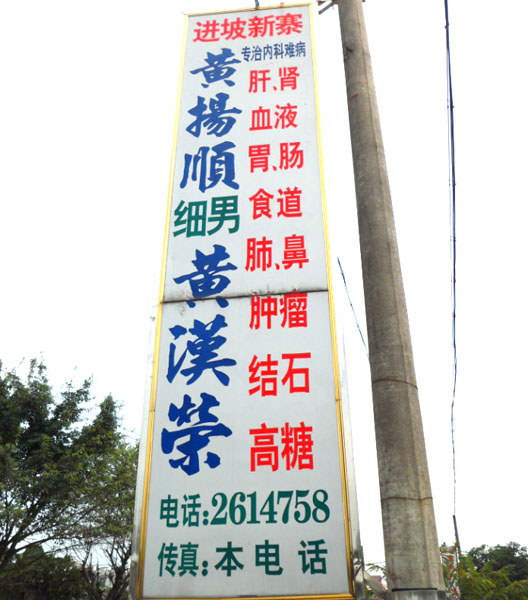 进坡新寨
专治内科难病
黄揚順
细男
黄漢榮
肝、肾
血液
胃、肠
食道
肺、鼻
肿瘤
结石
高糖
电话:2614758
传真:本电话